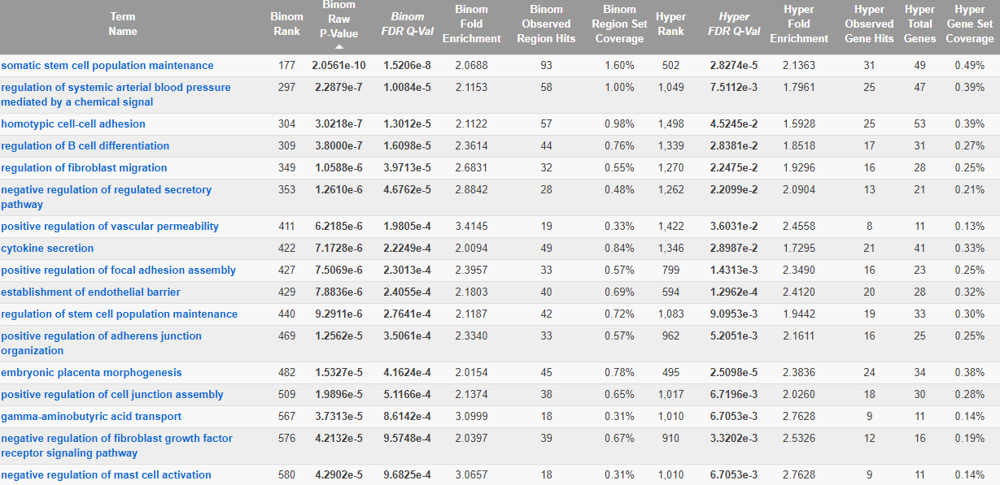 Term Name Binom Rank Binom Raw P-Value Binom FDR Q-Val Binom Fold Enrichment Binom Observed Region Hits Binom Region Set Coverage Hyper Rank Hyper FDR Q-Val Hyper Fold Enrichment Hyper Observed Gene Hits Hyper Total Genes Hyper Gene Set Coverage
somatic stem cell population maintenance 177 2.0561e-10 1.5206e-8 2.0688 93 1.60% 502 2.8274e-5 2.1363 31 49 0.49%
regulation of systemic arterial blood pressure 297 2.2879e-7 1.0084e-5 2.1153 58 1.00% 1,049 7.5112e-3 1.7961 25 47 0.39%
mediated by a chemical signal
homotypic cell-cell adhesion 304 3.0218e-7 1.3012e-5 2.1122 57 0.98% 1,498 4.5245e-2 1.5928 25 53 0.39%
regulation of B cell differentiation 309 3.8000e-7 1.6098e-5 2.3614 44 0.76% 1,339 2.8381e-2 1.8518 17 31 0.27%
regulation of fibroblast migration 349 1.0588e-6 3.9713e-5 2.6831 32 0.55% 1,270 2.2475e-2 1.9296 16 28 0.25%
negative regulation of regulated secretory 353 1.2610e-6 4.6762e-5 2.8842 28 0.48% 1,262 2.2099e-2 2.0904 13 21 0.21%
pathway
positive regulation of vascular permeability 411 6.2185e-6 1.9805e-4 3.4145 19 0.33% 1,422 3.6031e-2 2.4558 8 11 0.13%
cytokine secretion 422 7.1728e-6 2.2249e-4 2.0094 49 0.84% 1,346 2.8987e-2 1.7295 21 41 0.33%
positive regulation of focal adhesion assembly 427 7.5069e-6 2.3013e-4 2.3957 33 0.57% 799 1.4313e-3 2.3490 16 23 0.25%
establishment of endothelial barrier 429 7.8836e-6 2.4055e-4 2.1803 40 0.69% 594 1.2962e-4 2.4120 20 28 0.32%
regulation of stem cell population maintenance 440 9.2911e-6 2.7641e-4 2.1187 42 0.72% 1,083 9.0953e-3 1.9442 19 33 0.30%
positive regulation of adherens junction 469 1.2562e-5 3.5061e-4 2.3340 33 0.57% 962 5.2051e-3 2.1611 16 25 0.25%
organization
embryonic placenta morphogenesis 482 1.5327e-5 4.1624e-4 2.0154 45 0.78% 495 2.5098e-5 2.3836 24 34 0.38%
positive regulation of cell junction assembly 509 1.9895e-5 5.1166e-4 2.1374 38 0.65% 1,017 6.7196e-3 2.0260 18 30 0.28%
gamma-aminobutyric acid transport 567 3.7313e-5 8.6142e-4 3.0999 18 0.31% 1,010 6.7053e-3 2.7628 9 11 0.14%
negative regulation of fibroblast growth factor 576 4.2132e-5 9.5748e-4 2.0397 39 0.67% 910 3.3202e-3 2.5326 12 16 0.19%
receptor signaling pathway
negative regulation of mast cell activation 580 4.2902e-5 9.6825e-4 3.0657 18 0.31% 1,010 6.7053e-3 2.7628 9 11 0.14%